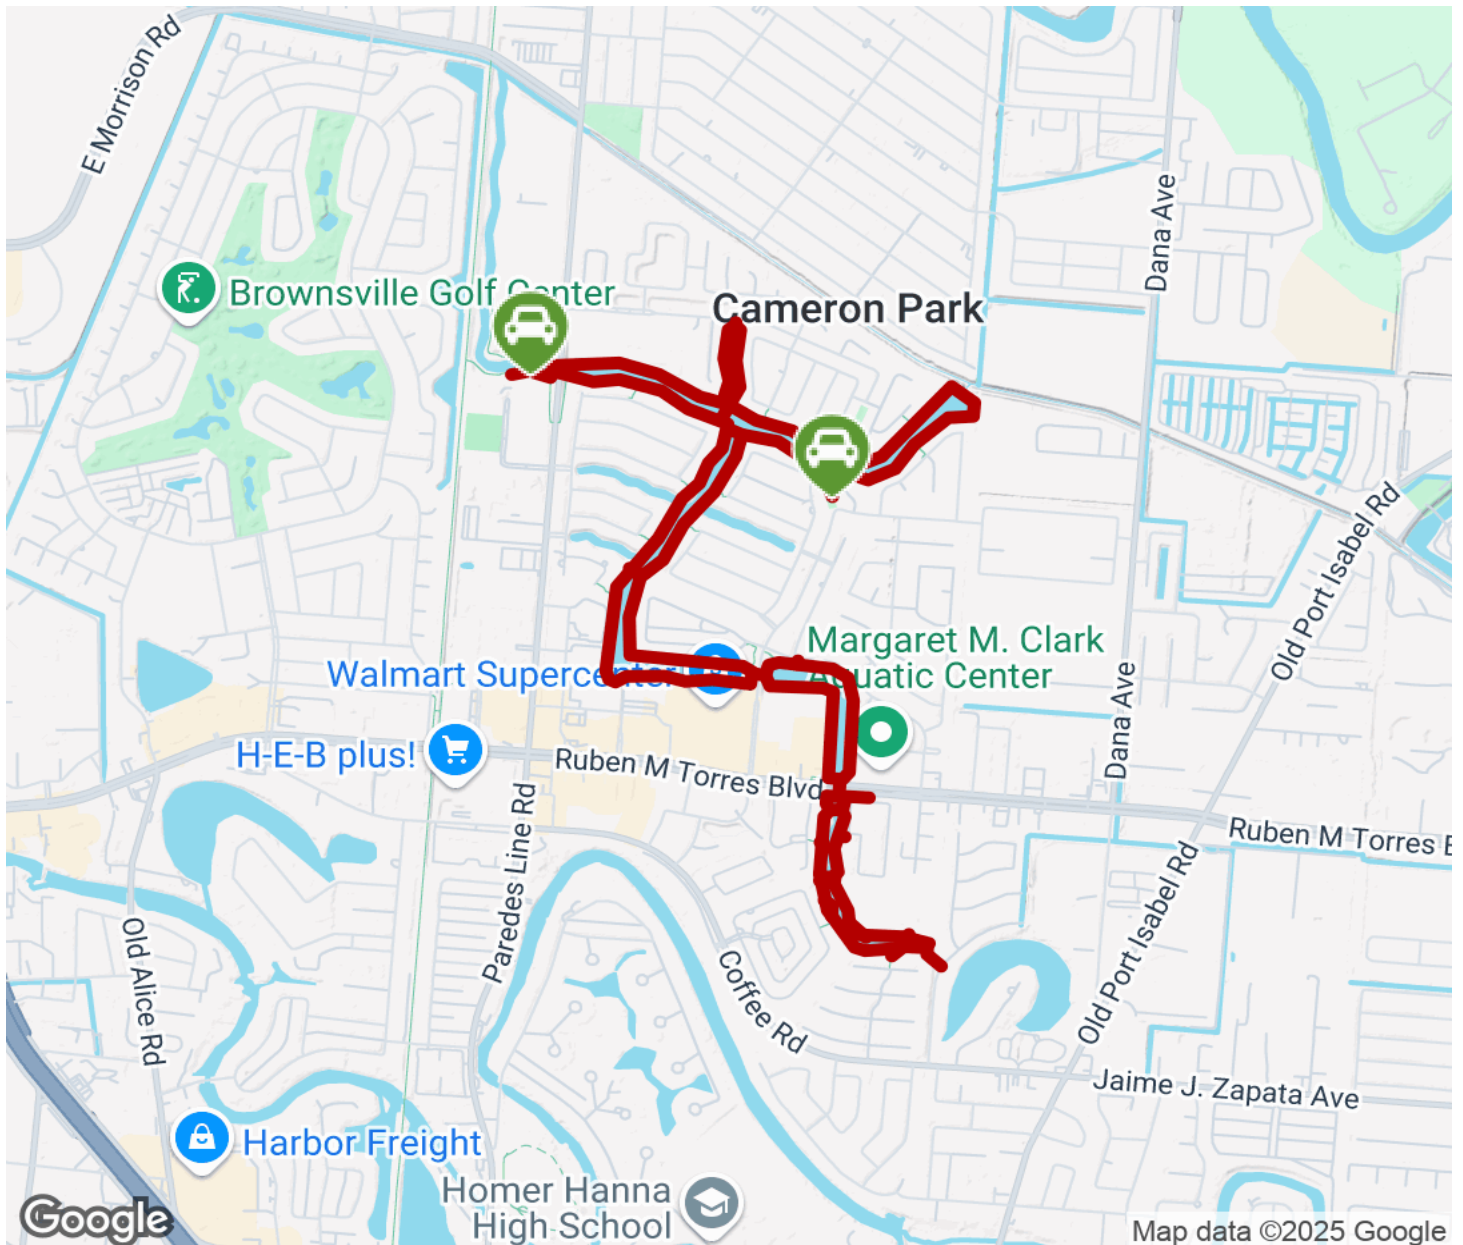 E Morrison Rd
Dana Ave
Brownsville Golf Center
Cameron Park
Old Port Isabel Rd
Margaret M. Clark
Aquatic Center
Walmart Supercenter
Dana Ave
H-E-B plus!
Ruben M Torres Blvd
Paredes Line Rd
Ruben M Torres B
Old Alice Rd
Coffee Rd
Old Port Isabel Rd
Jaime J. Zapata Ave
Harbor Freight
Homer Hanna
High School
Google
Map data ©2025 Google